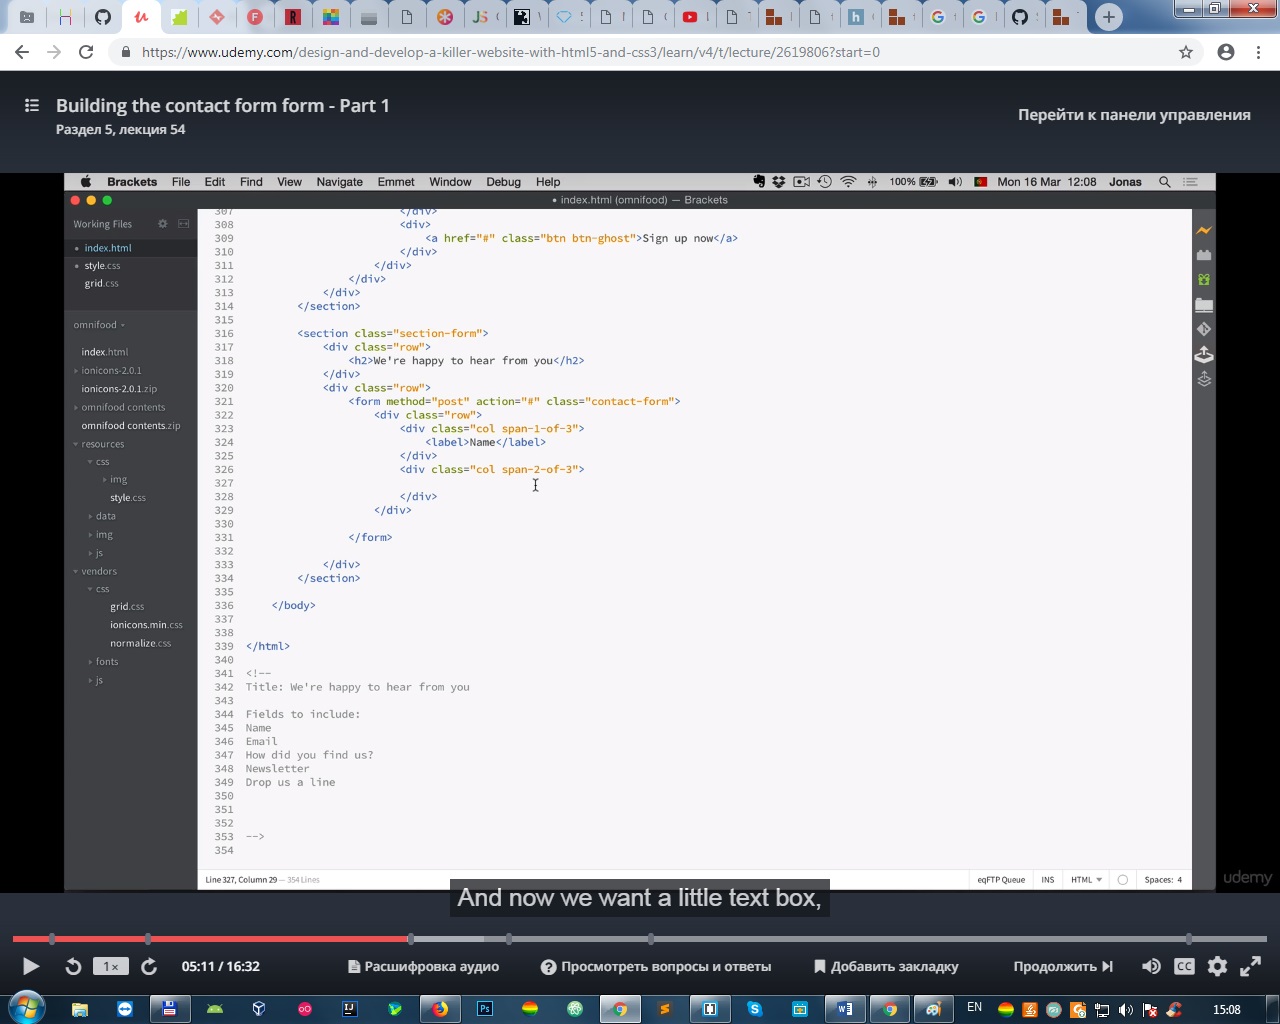 https://www.udemy.com/design-and-develop-a-killer-website-with-html5-and-css3/learn/v4/t/lecture/2619806?start=0
Building the contact form form - Part 1
Раздел 5, лекция 54
Перейти к панели управления
Brackets File Edit Find View Navigate Emmet Window Debug Help 100% Mon 16 Mar 12:08 Jonas
• index.html (omnifood) — Brackets
Working Files
index.html
style.css
grid.css
omnifood
index.html
ionicons-2.0.1
ionicons-2.0.1.zip
omnifood contents
omnifood contents.zip
resources
css
img
style.css
data
img
js
vendors
css
grid.css
ionicons.min.css
normalize.css
fonts
js
307 </div>
308 <div>
309 <a href="#" class="btn btn-ghost">Sign up now</a>
310 </div>
311 </div>
312 </div>
313 </div>
314 </section>
315
316 <section class="section-form">
317 <div class="row">
318 <h2>We're happy to hear from you</h2>
319 </div>
320 <div class="row">
321 <form method="post" action="#" class="contact-form">
322 <div class="row">
323 <div class="col span-1-of-3">
324 <label>Name</label>
325 </div>
326 <div class="col span-2-of-3">
327
328 </div>
329 </div>
330
331 </form>
332
333 </div>
334 </section>
335
336 </body>
337
338
339 </html>
340
341 <!--
342 Title: We're happy to hear from you
343
344 Fields to include:
345 Name
346 Email
347 How did you find us?
348 Newsletter
349 Drop us a line
350
351
352
353 -->
354
Line 327, Column 29 — 354 Lines
eqFTP Queue INS HTML Spaces: 4
udemy
And now we want a little text box,
1x
05:11 / 16:32
Расшифровка аудио
Просмотреть вопросы и ответы
Добавить закладку
Продолжить
CC
EN
15:08